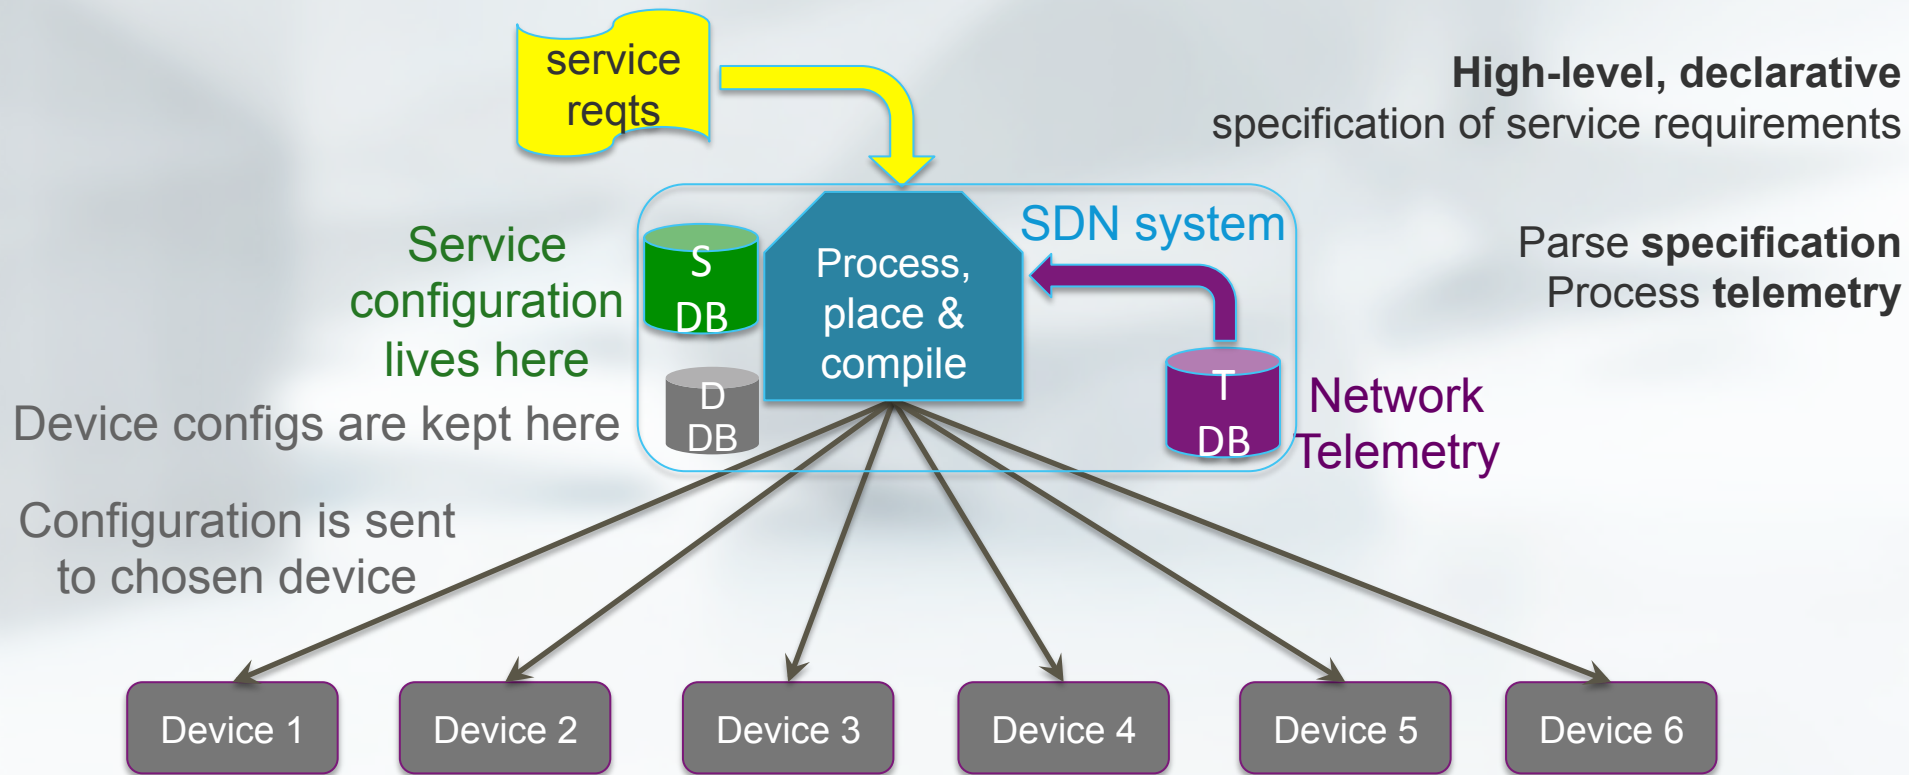 service
reqts
High-level, declarative
specification of service requirements
SDN system
Service
configuration
lives here
S
DB
Process,
place &
compile
Parse specification
Process telemetry
D
DB
Device configs are kept here
T
DB
Network
Telemetry
Configuration is sent
to chosen device
Device 1
Device 2
Device 3
Device 4
Device 5
Device 6